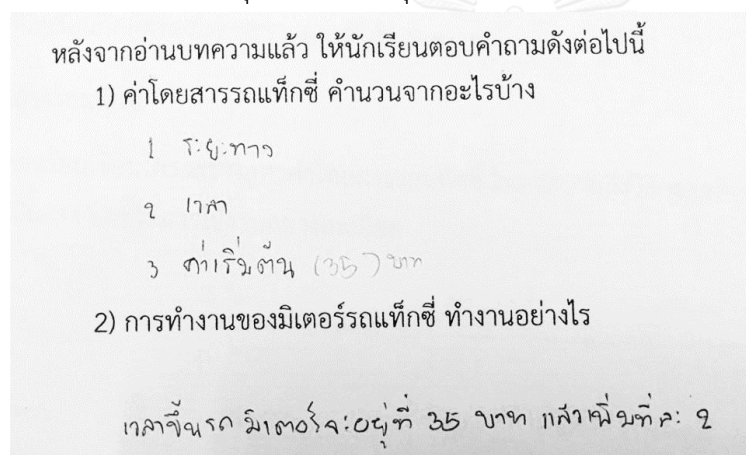 หลังจากอ่านบทความแล้ว ให้นักเรียนตอบคำถามดังต่อไปนี้
1) ค่าโดยสารรถแท็กซี่ คำนวนจากอะไรบ้าง
1 ระยะทาง
2 เวลา
3 ค่าเริ่มต้น (35) บาท
2) การทำงานของมิเตอร์รถแท็กซี่ ทำงานอย่างไร
เวลาขึ้นรถ มิเตอร์จะอยู่ที่ 35 บาท แล้วเพิ่มทีละ 2